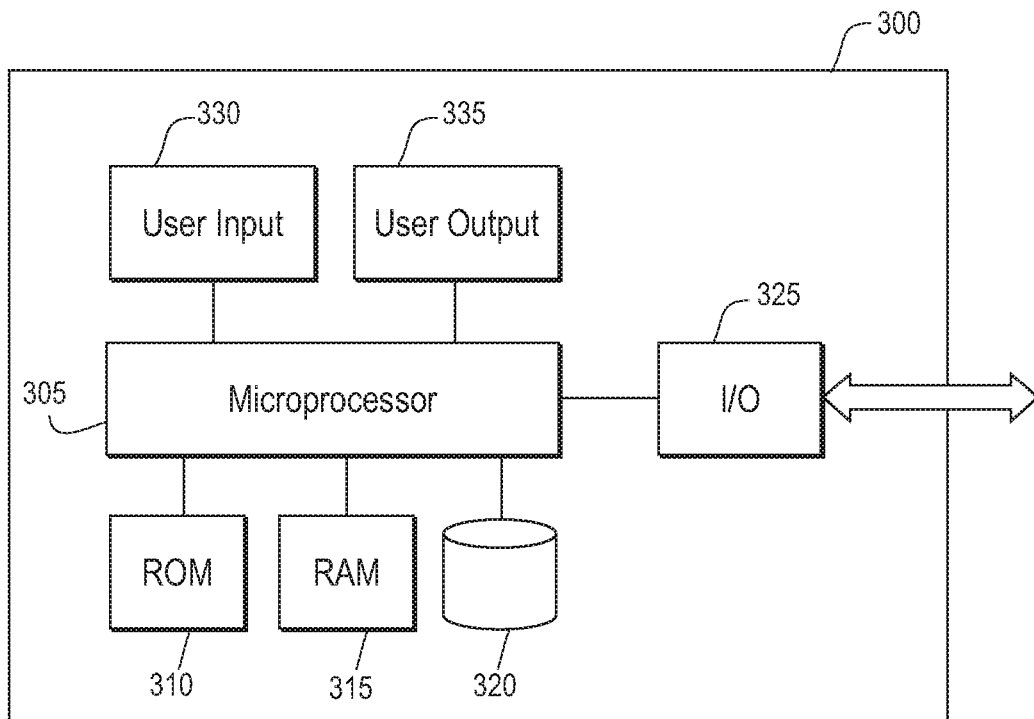 300
330
335
User Input
User Output
325
305
Microprocessor
I/O
ROM
RAM
310
315
320